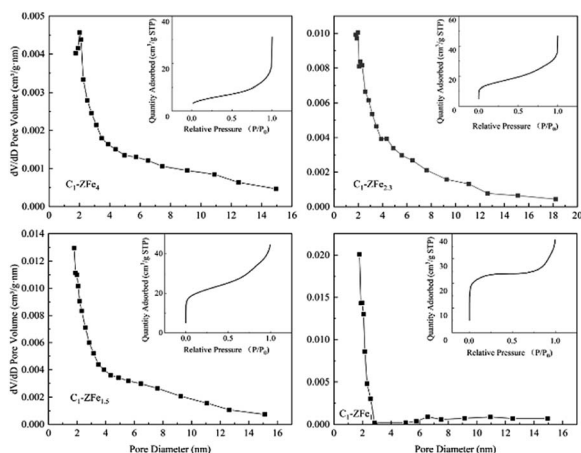 0.005
0.004
0.003
0.002
0.001
0.000
dV/dD Pore Volume (cm³/g·nm)
C₁-ZFe₄
0 2 4 6 8 10 12 14 16
Quantity Adsorbed (cm³/g STP)
40
20
0
0.0 1.0
Relative Pressure (P/P₀)
0.010
0.008
0.006
0.004
0.002
0.000
C₁-ZFe₂.₃
0 2 4 6 8 10 12 14 16 18
Quantity Adsorbed (cm³/g STP)
60
40
20
0
0.0 1.0
Relative Pressure (P/P₀)
0.014
0.012
0.010
0.008
0.006
0.004
0.002
0.000
dV/dD Pore Volume (cm³/g·nm)
C₁-ZFe₁.₅
0 2 4 6 8 10 12 14 16
Pore Diameter (nm)
Quantity Adsorbed (cm³/g STP)
40
20
0
0.0 1.0
Relative Pressure (P/P₀)
0.020
0.015
0.010
0.005
0.000
C₁-ZFe₁
0 2 4 6 8 10 12 14 16
Pore Diameter (nm)
Quantity Adsorbed (cm³/g STP)
40
20
0
0.0 1.0
Relative Pressure (P/P₀)